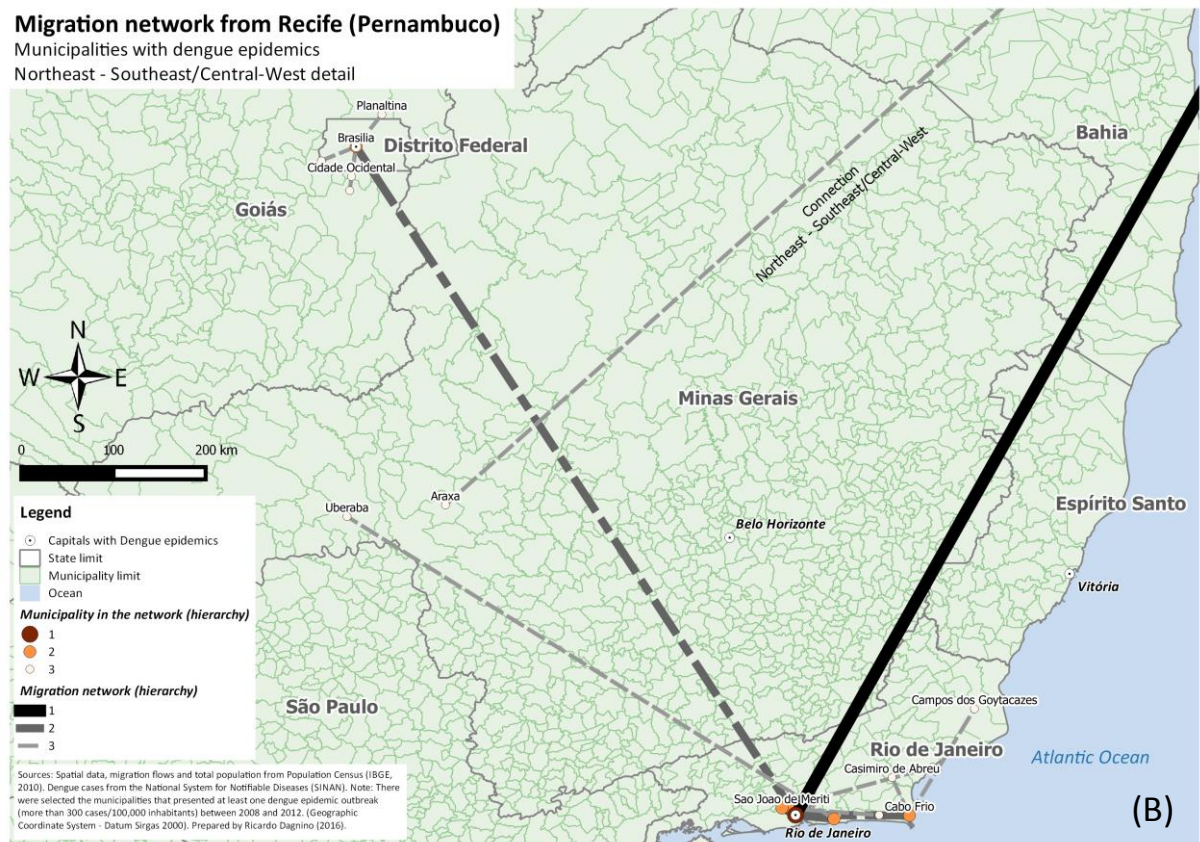 Migration network from Recife (Pernambuco)
Municipalities with dengue epidemics
Northeast - Southeast/Central-West detail
Planaltina
Brasilia
Distrito Federal
Cidade Ocidental
Goiás
Bahia
Connection
Northeast - Southeast/Central-West
N
W E
S
0 100 200 km
Minas Gerais
Uberaba
Araxa
Belo Horizonte
Espírito Santo
Vitória
Legend
Capitals with Dengue epidemics
State limit
Municipality limit
Ocean
Municipality in the network (hierarchy)
1
2
3
Migration network (hierarchy)
1
2
3
São Paulo
Campos dos Goytacazes
Rio de Janeiro
Casimiro de Abreu
Atlantic Ocean
Sao Joao de Meriti
Cabo Frio
Rio de Janeiro
(B)
Sources: Spatial data, migration flows and total population from Population Census (IBGE,
2010). Dengue cases from the National System for Notifiable Diseases (SINAN). Note: There
were selected the municipalities that presented at least one dengue epidemic outbreak
(more than 300 cases/100,000 inhabitants) between 2008 and 2012. (Geographic
Coordinate System - Datum Sirgas 2000). Prepared by Ricardo Dagnino (2016).